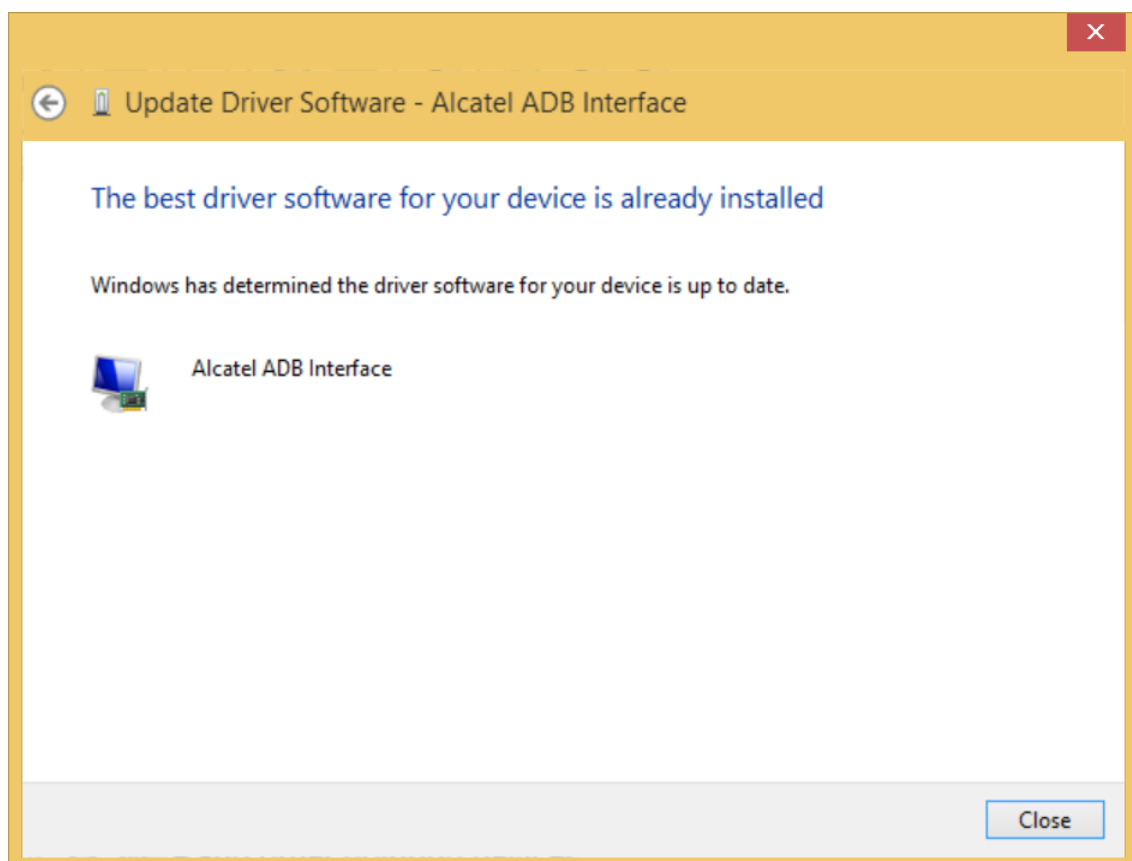 Update Driver Software - Alcatel ADB Interface
The best driver software for your device is already installed
Windows has determined the driver software for your device is up to date.
Alcatel ADB Interface
Close